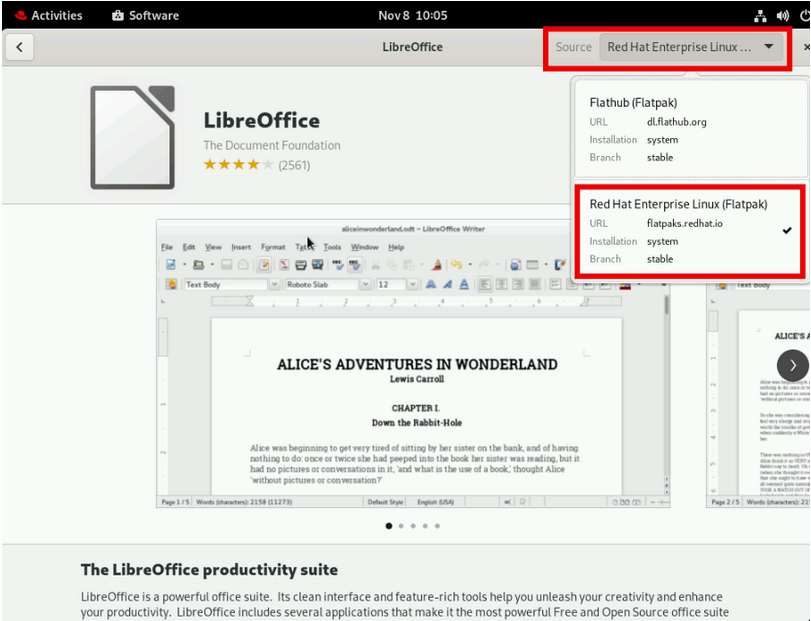 Activities
Software
Nov 8 10:05
LibreOffice
Source
Red Hat Enterprise Linux ...
LibreOffice
The Document Foundation
(2561)
Flathub (Flatpak)
URL dl.flathub.org
Installation system
Branch stable
Red Hat Enterprise Linux (Flatpak)
URL flatpaks.redhat.io
Installation system
Branch stable
aliceinwonderland.odt - LibreOffice Writer
File Edit View Insert Format Table Tools Window Help
Text Body Roboto Slab 12
ALICE'S ADVENTURES IN WONDERLAND
Lewis Carroll
CHAPTER I.
Down the Rabbit-Hole
Alice was beginning to get very tired of sitting by her sister on the bank, and of having
nothing to do: once or twice she had peeped into the book her sister was reading, but it
had no pictures or conversations in it, 'and what is the use of a book,' thought Alice
'without pictures or conversation?'
Page 1 / 5 Words (characters): 2158 (11273) Default Style English (USA)
Text Body
ALICE'S A
Page 2 / 5 Words (characters): 21
The LibreOffice productivity suite
LibreOffice is a powerful office suite. Its clean interface and feature-rich tools help you unleash your creativity and enhance
your productivity. LibreOffice includes several applications that make it the most powerful Free and Open Source office suite